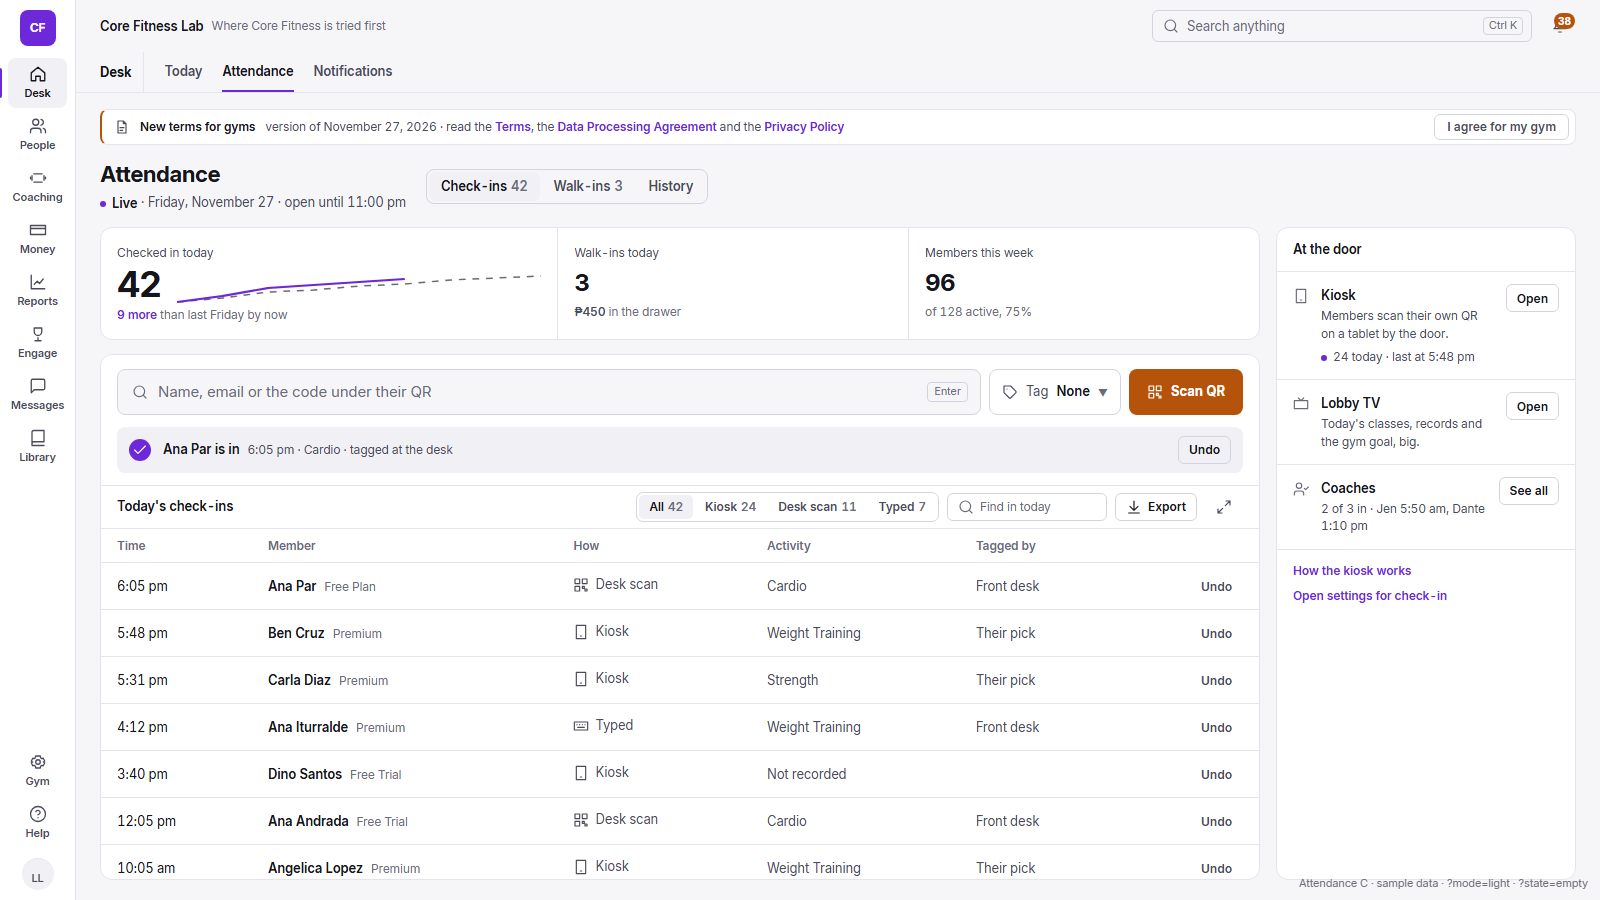 CF
Core Fitness Lab Where Core Fitness is tried first
Search anything Ctrl K
38
Desk
People
Coaching
Money
Reports
Engage
Messages
Library
Gym
Help
LL
Desk Today Attendance Notifications
New terms for gyms version of November 27, 2026 · read the Terms, the Data Processing Agreement and the Privacy Policy
I agree for my gym
Attendance
Live · Friday, November 27 · open until 11:00 pm
Check-ins 42 Walk-ins 3 History
Checked in today
42
9 more than last Friday by now
Walk-ins today
3
₱450 in the drawer
Members this week
96
of 128 active, 75%
Name, email or the code under their QR Enter
Tag None
Scan QR
Ana Par is in 6:05 pm · Cardio · tagged at the desk
Undo
Today's check-ins
All 42 Kiosk 24 Desk scan 11 Typed 7
Find in today
Export
Time Member How Activity Tagged by
6:05 pm Ana Par Free Plan Desk scan Cardio Front desk Undo
5:48 pm Ben Cruz Premium Kiosk Weight Training Their pick Undo
5:31 pm Carla Diaz Premium Kiosk Strength Their pick Undo
4:12 pm Ana Iturralde Premium Typed Weight Training Front desk Undo
3:40 pm Dino Santos Free Trial Kiosk Not recorded Undo
12:05 pm Ana Andrada Free Trial Desk scan Cardio Front desk Undo
10:05 am Angelica Lopez Premium Kiosk Weight Training Their pick Undo
At the door
Kiosk
Members scan their own QR
on a tablet by the door.
24 today · last at 5:48 pm
Open
Lobby TV
Today's classes, records and
the gym goal, big.
Open
Coaches
2 of 3 in · Jen 5:50 am, Dante
1:10 pm
See all
How the kiosk works
Open settings for check-in
Attendance C · sample data · ?mode=light · ?state=empty